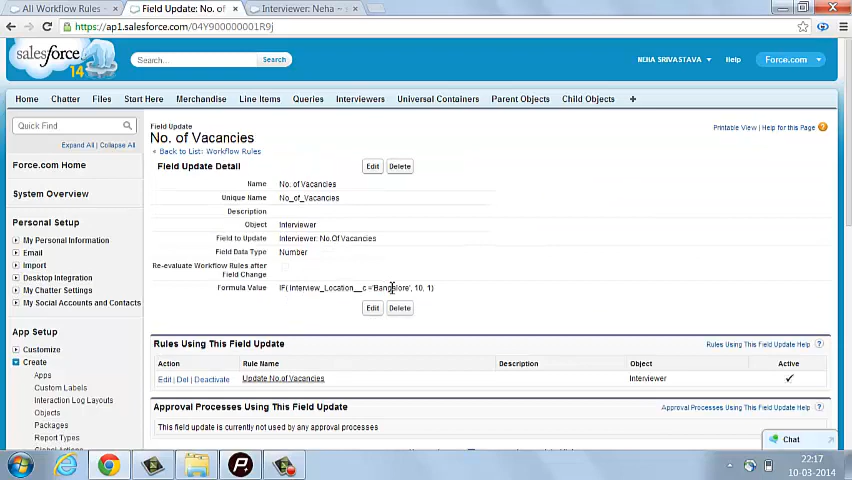 All Workflow Rules - × Field Update: No. of × Interviewer: Neha ~ ×
https://ap1.salesforce.com/04Y90000001R9j
salesforce
14
Search... Search
NEHA SRIVASTAVA Help Force.com
Home Chatter Files Start Here Merchandise Line Items Queries Interviewers Universal Containers Parent Objects Child Objects +
Quick Find
Expand All | Collapse All
Force.com Home
System Overview
Personal Setup
My Personal Information
Email
Import
Desktop Integration
My Chatter Settings
My Social Accounts and Contacts
App Setup
Customize
Create
Apps
Custom Labels
Interaction Log Layouts
Objects
Packages
Report Types
Field Update
No. of Vacancies
« Back to List: Workflow Rules
Printable View | Help for this Page ?
Field Update Detail Edit Delete
Name No. of Vacancies
Unique Name No_of_Vacancies
Description
Object Interviewer
Field to Update Interviewer: No.Of Vacancies
Field Data Type Number
Re-evaluate Workflow Rules after
Field Change
Formula Value IF( Interview_Location__c ='Bangalore', 10, 1)
Edit Delete
Rules Using This Field Update Rules Using This Field Update Help ?
Action Rule Name Description Object Active
Edit | Del | Deactivate Update No.of.Vacancies Interviewer ✓
Approval Processes Using This Field Update Approval Processes Using This Field Update Help ?
This field update is currently not used by any approval processes
Chat
22:17
10-03-2014